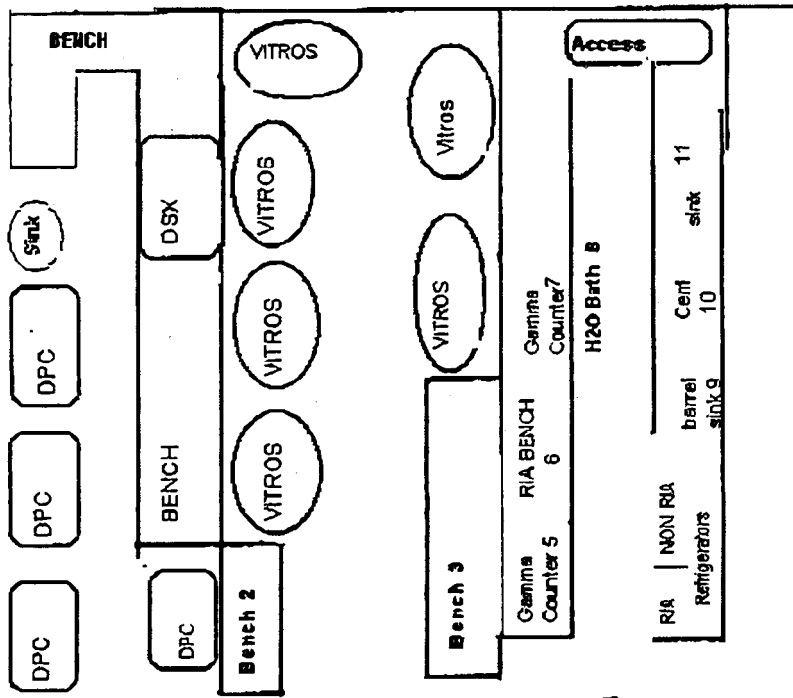 BENCH
VITROS
Access
Vitros
Sink
DSX
VITROS
sink
11
DPC
VITROS
VITROS
Gamma
Counter7
H20 Bath 8
Cent
10
barrel
sink 9
DPC
BENCH
VITROS
RIA BENCH
6
Gamma
Counter 5
RIA
NON RIA
Refrigerators
DPC
DPC
Bench 2
Bench 3